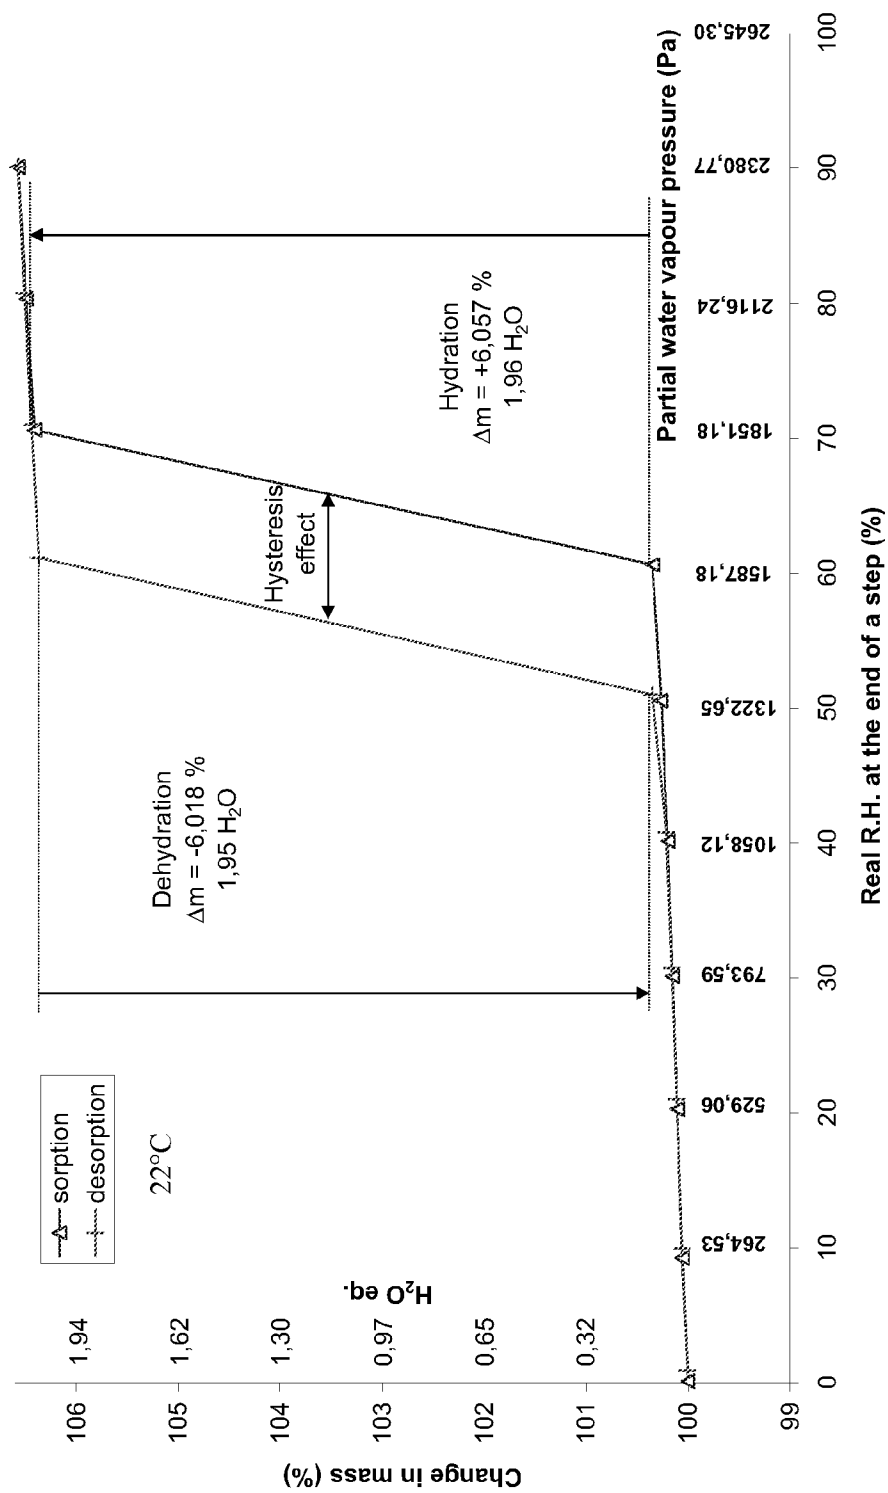 sorption
desorption
22°C
H₂O eq.
1,94
1,62
1,30
0,97
0,65
0,32
Change in mass (%)
106
105
104
103
102
101
100
99
Dehydration
Δm = -6,018 %
1,95 H₂O
Hysteresis
effect
Hydration
Δm = +6,057 %
1,96 H₂O
Partial water vapour pressure (Pa)
264,53
529,06
793,59
1058,12
1322,65
1587,18
1851,18
2116,24
2380,77
2645,30
0
10
20
30
40
50
60
70
80
90
100
Real R.H. at the end of a step (%)